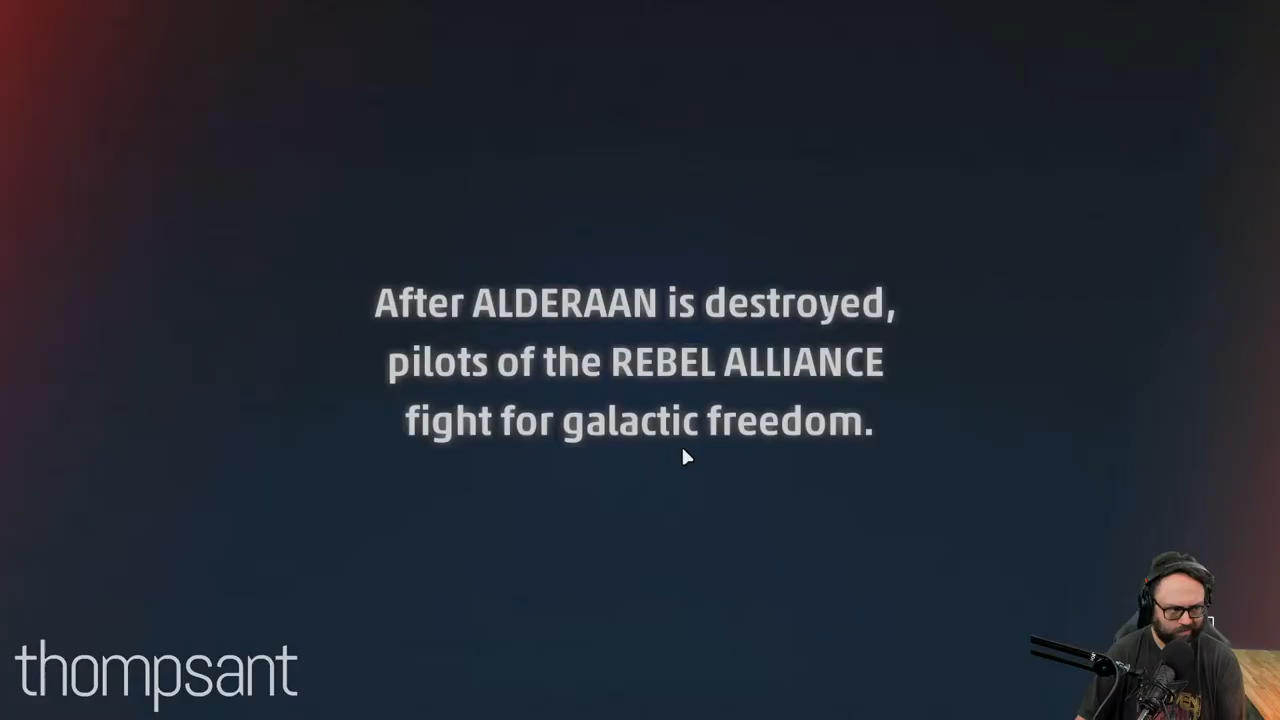 After ALDERAAN is destroyed,
pilots of the REBEL ALLIANCE
fight for galactic freedom.
thompsant